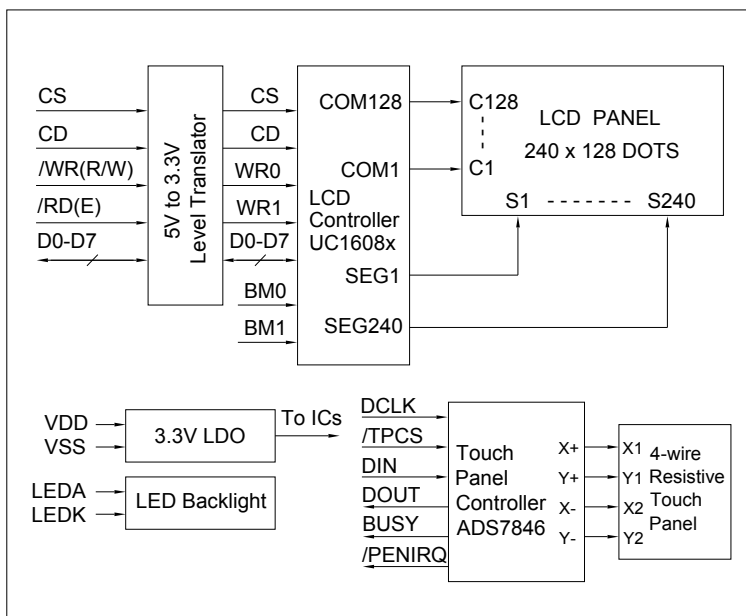 CS
CD
/WR(R/W)
/RD(E)
D0-D7
5V to 3.3V
Level Translator
CS
CD
WR0
WR1
D0-D7
BM0
BM1
COM128
COM1
LCD
Controller
UC1608x
SEG1
SEG240
C128
C1
LCD PANEL
240 x 128 DOTS
S1
S240
VDD
VSS
3.3V LDO
To ICs
LEDA
LEDK
LED Backlight
DCLK
/TPCS
DIN
DOUT
BUSY
/PENIRQ
Touch
Panel
Controller
ADS7846
X+
Y+
X-
Y-
X1
Y1
X2
Y2
4-wire
Resistive
Touch
Panel